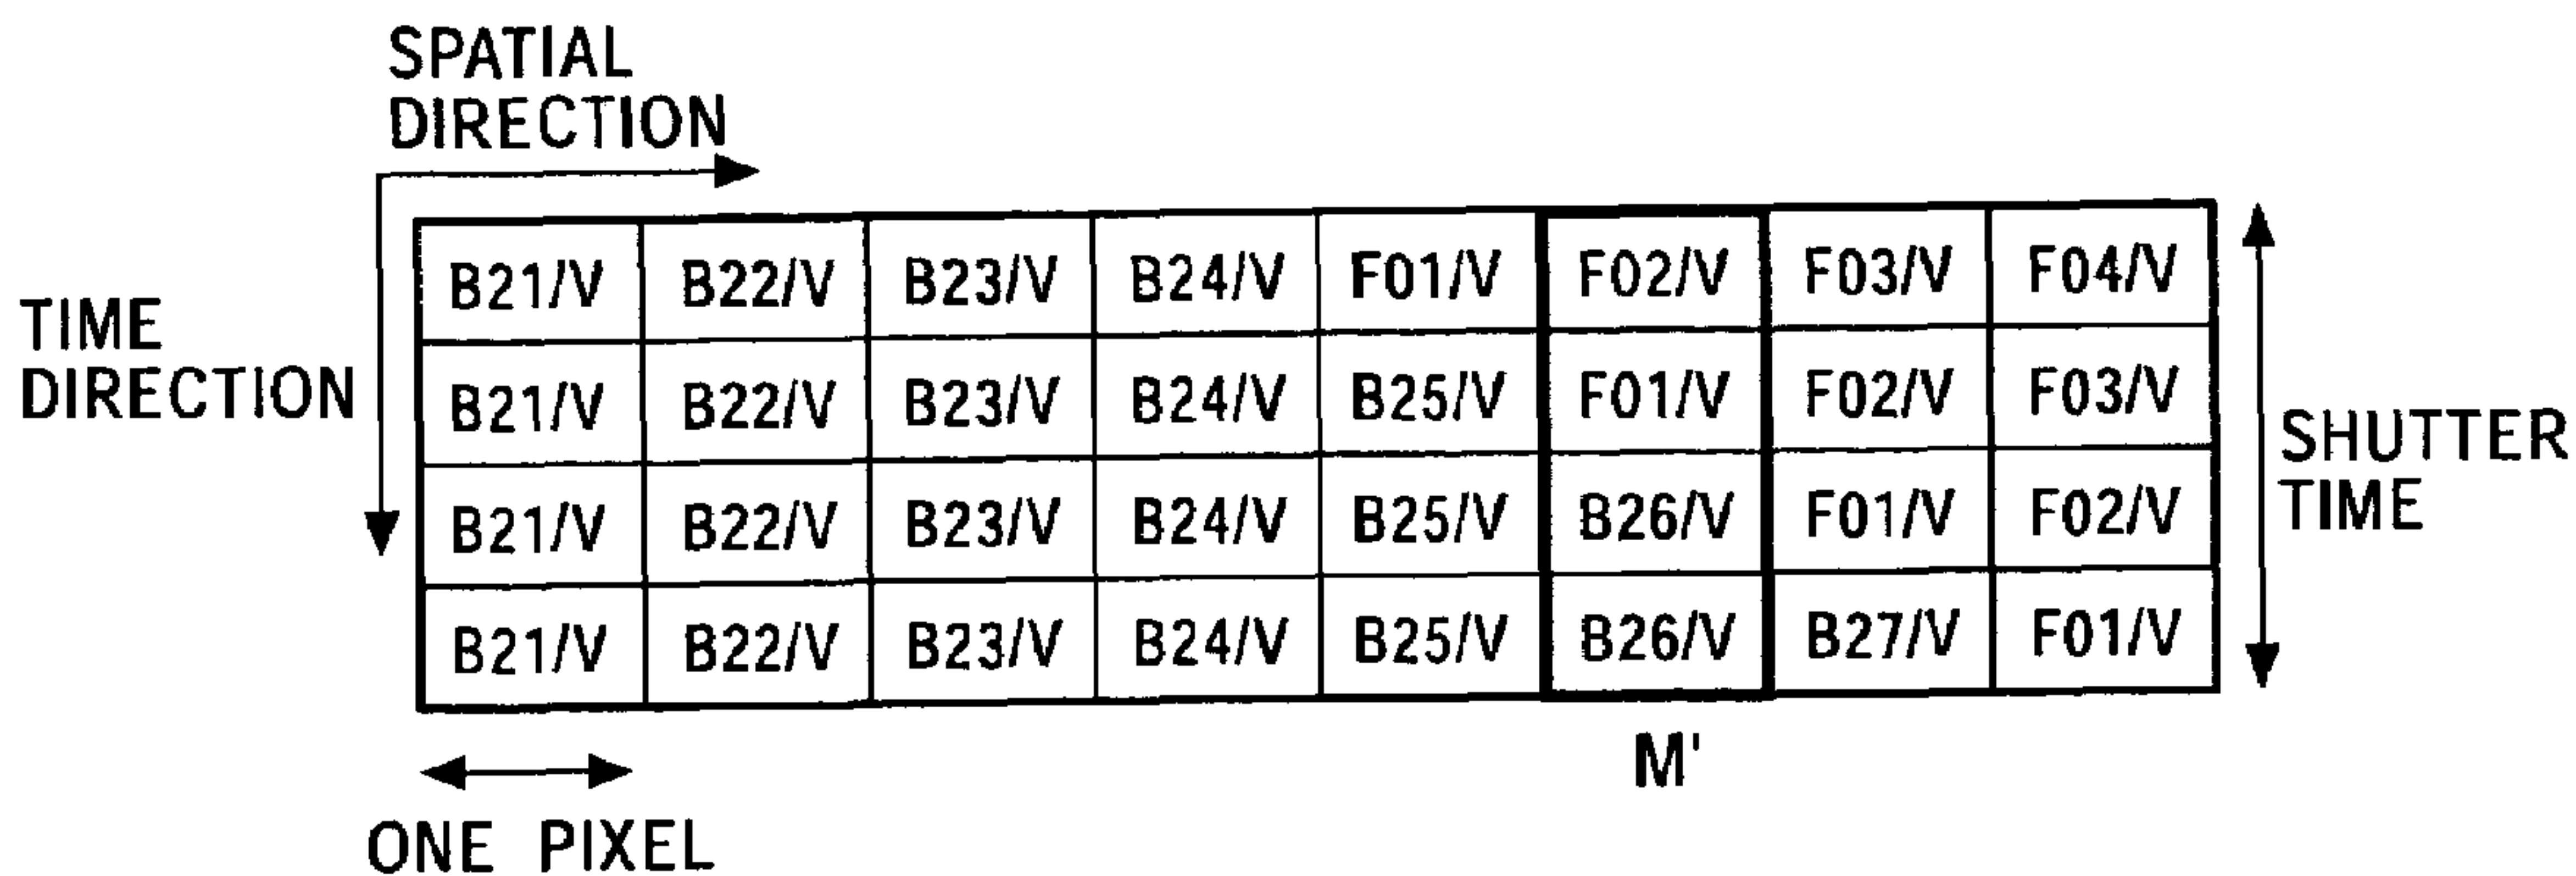 SPATIAL
DIRECTION
TIME
DIRECTION
B21/V B22/V B23/V B24/V F01/V F02/V F03/V F04/V
B21/V B22/V B23/V B24/V B25/V F01/V F02/V F03/V
B21/V B22/V B23/V B24/V B25/V B26/V F01/V F02/V
B21/V B22/V B23/V B24/V B25/V B26/V B27/V F01/V
SHUTTER
TIME
M'
ONE PIXEL